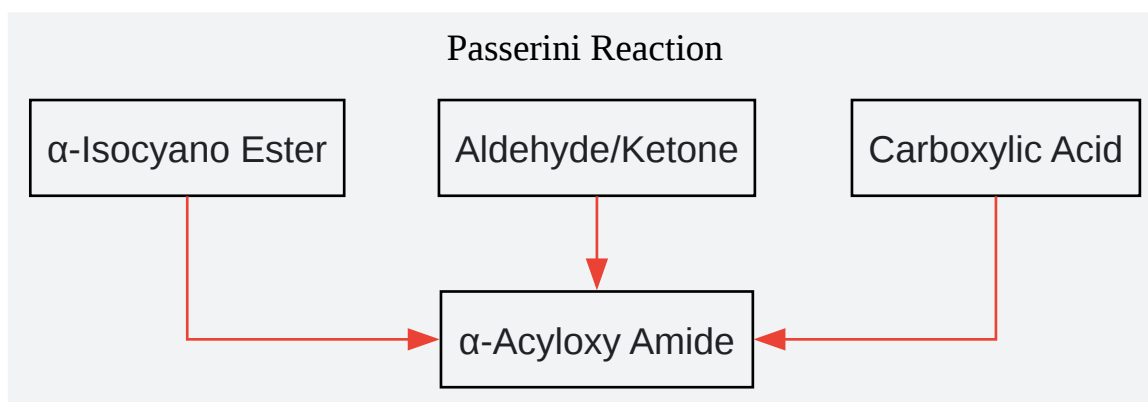 Passerini Reaction
α-Isocyano Ester
Aldehyde/Ketone
Carboxylic Acid
α-Acyloxy Amide